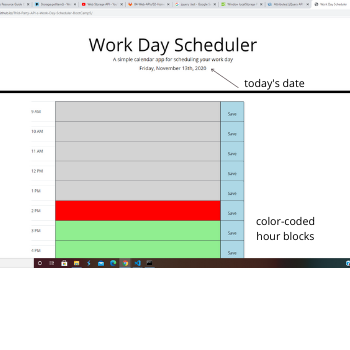 Work Day Scheduler
A simple calendar app for scheduling your work day
Friday, November 13th, 2020
today's date
9 AM
Save
10 AM
Save
11 AM
Save
12 PM
Save
1 PM
Save
2 PM
Save
3 PM
Save
4 PM
Save
color-coded
hour blocks